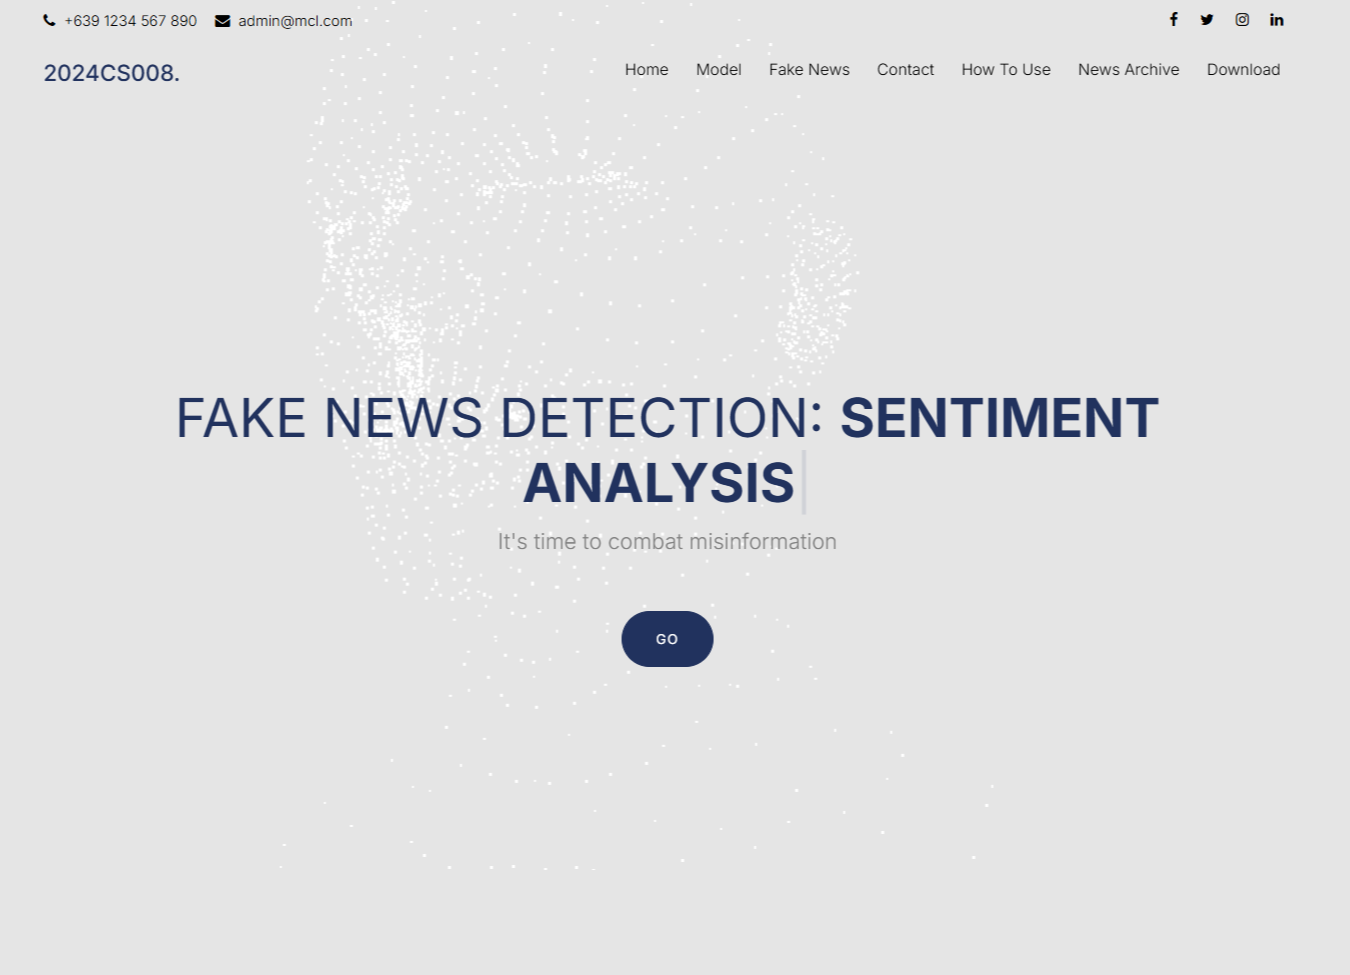 +639 1234 567 890 admin@mcl.com
2024CS008.
Home Model Fake News Contact How To Use News Archive Download
FAKE NEWS DETECTION: SENTIMENT
ANALYSIS
It's time to combat misinformation
GO